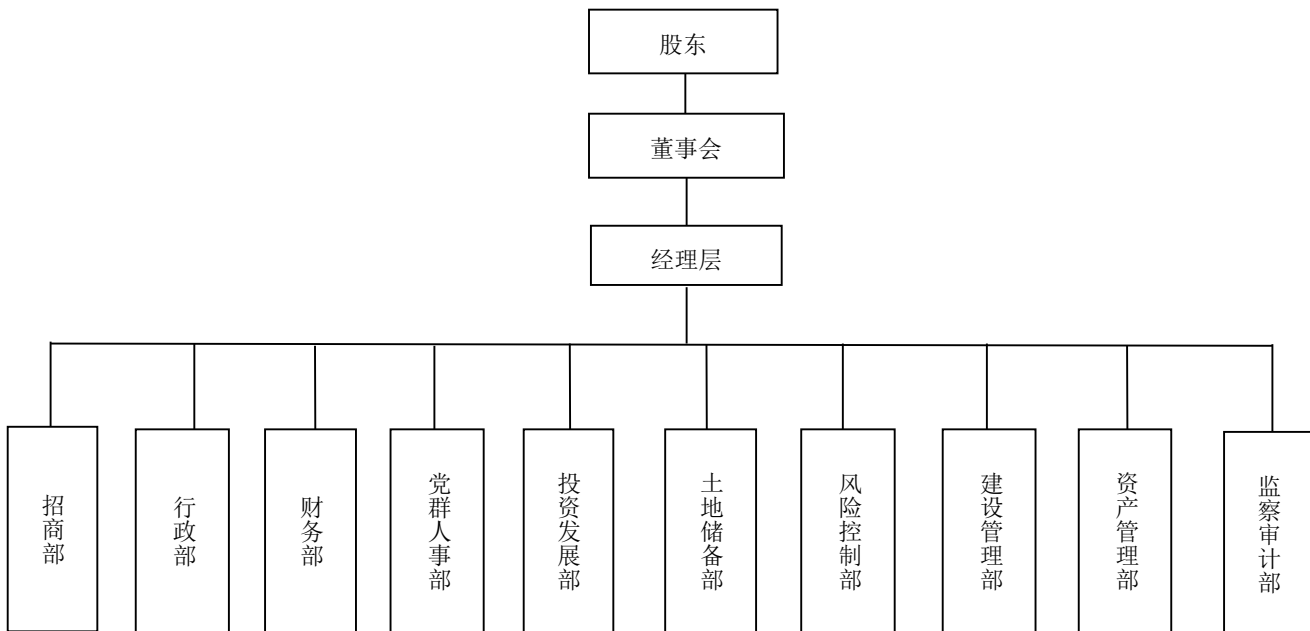 股东
董事会
经理层
招商部
行政部
财务部
党群人事部
投资发展部
土地储备部
风险控制部
建设管理部
资产管理部
监察审计部